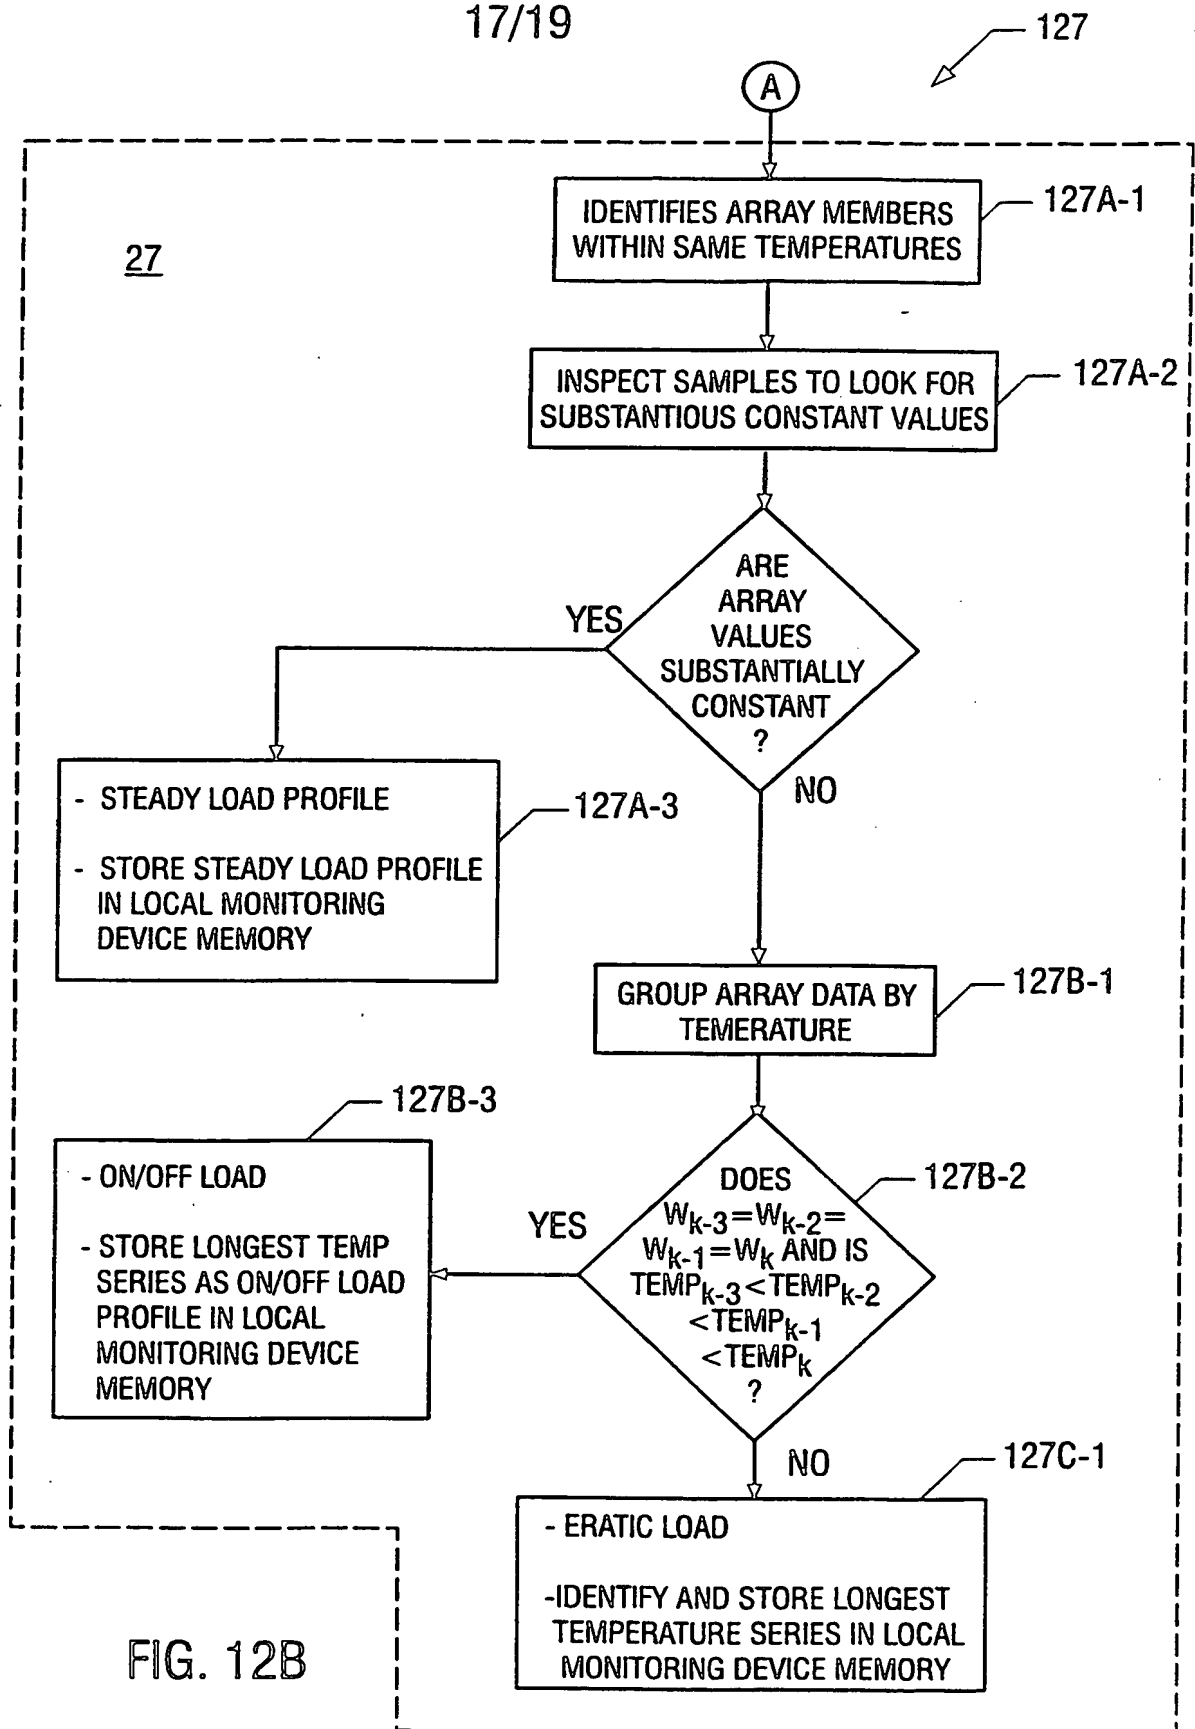 17/19
127
A
127A-1
IDENTIFIES ARRAY MEMBERS
WITHIN SAME TEMPERATURES
27
127A-2
INSPECT SAMPLES TO LOOK FOR
SUBSTANTIOUS CONSTANT VALUES
ARE
ARRAY
VALUES
SUBSTANTIALLY
CONSTANT
?
YES
NO
- STEADY LOAD PROFILE
- STORE STEADY LOAD PROFILE
IN LOCAL MONITORING
DEVICE MEMORY
127A-3
GROUP ARRAY DATA BY
TEMERATURE
127B-1
127B-3
- ON/OFF LOAD
- STORE LONGEST TEMP
SERIES AS ON/OFF LOAD
PROFILE IN LOCAL
MONITORING DEVICE
MEMORY
YES
127B-2
DOES
Wk-3=Wk-2=
Wk-1=Wk AND IS
TEMPk-3<TEMPk-2
<TEMPk-1
<TEMPk
?
NO
127C-1
- ERATIC LOAD
-IDENTIFY AND STORE LONGEST
TEMPERATURE SERIES IN LOCAL
MONITORING DEVICE MEMORY
FIG. 12B